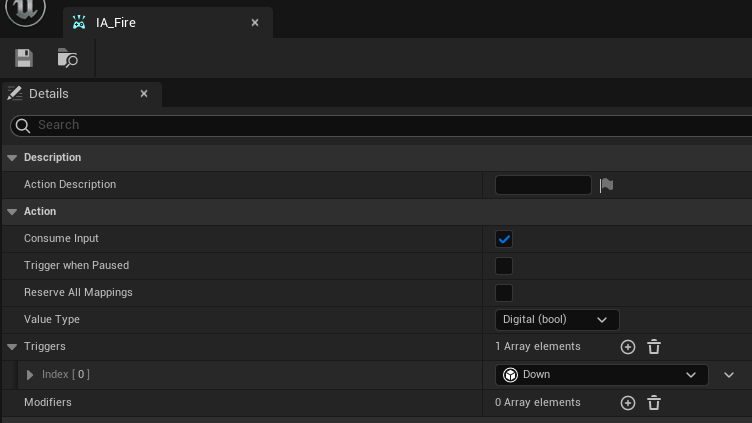 IA_Fire
Details
Search
Description
Action Description
Action
Consume Input
Trigger when Paused
Reserve All Mappings
Value Type Digital (bool)
Triggers 1 Array elements
Index [ 0 ] Down
Modifiers 0 Array elements